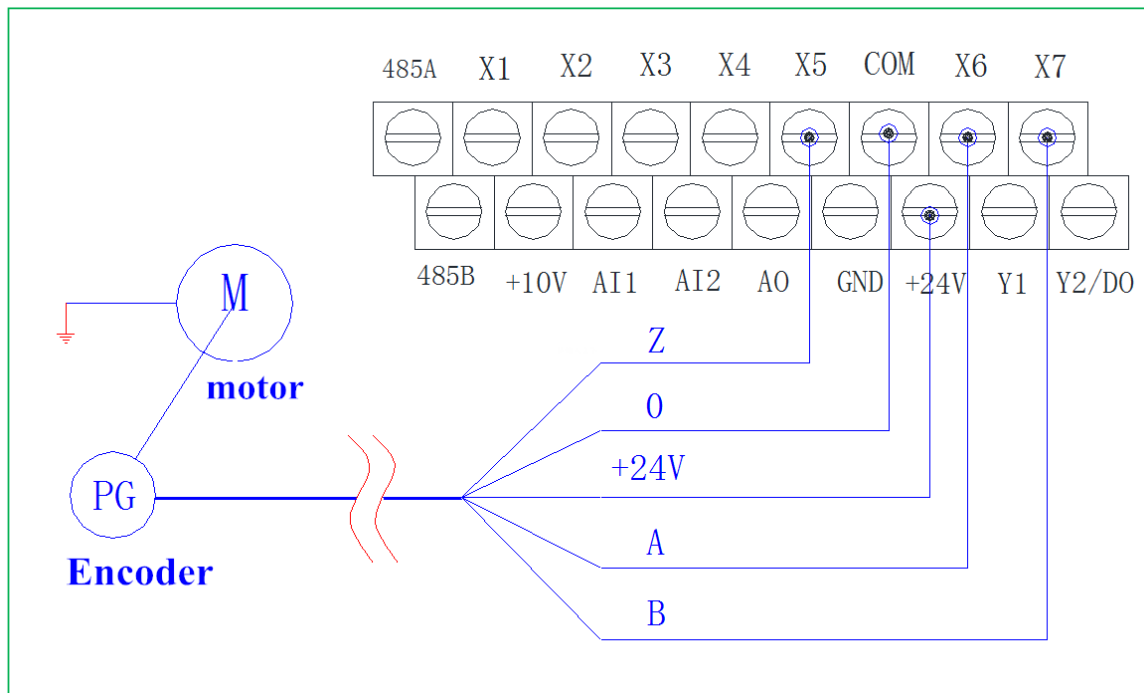 485A X1 X2 X3 X4 X5 COM X6 X7
485B +10V AI1 AI2 AO GND +24V Y1 Y2/DO
M
motor
PG
Encoder
Z
0
+24V
A
B